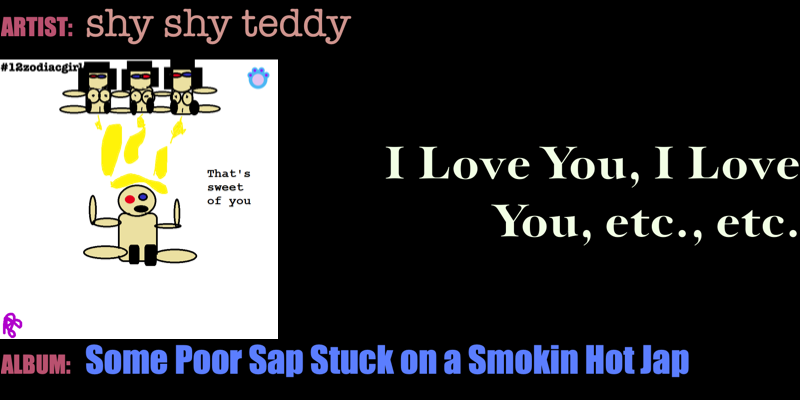 ARTIST: shy shy teddy
#12zodiacgirl
That's
sweet
of you
I Love You, I Love
You, etc., etc.
ALBUM: Some Poor Sap Stuck on a Smokin Hot Jap